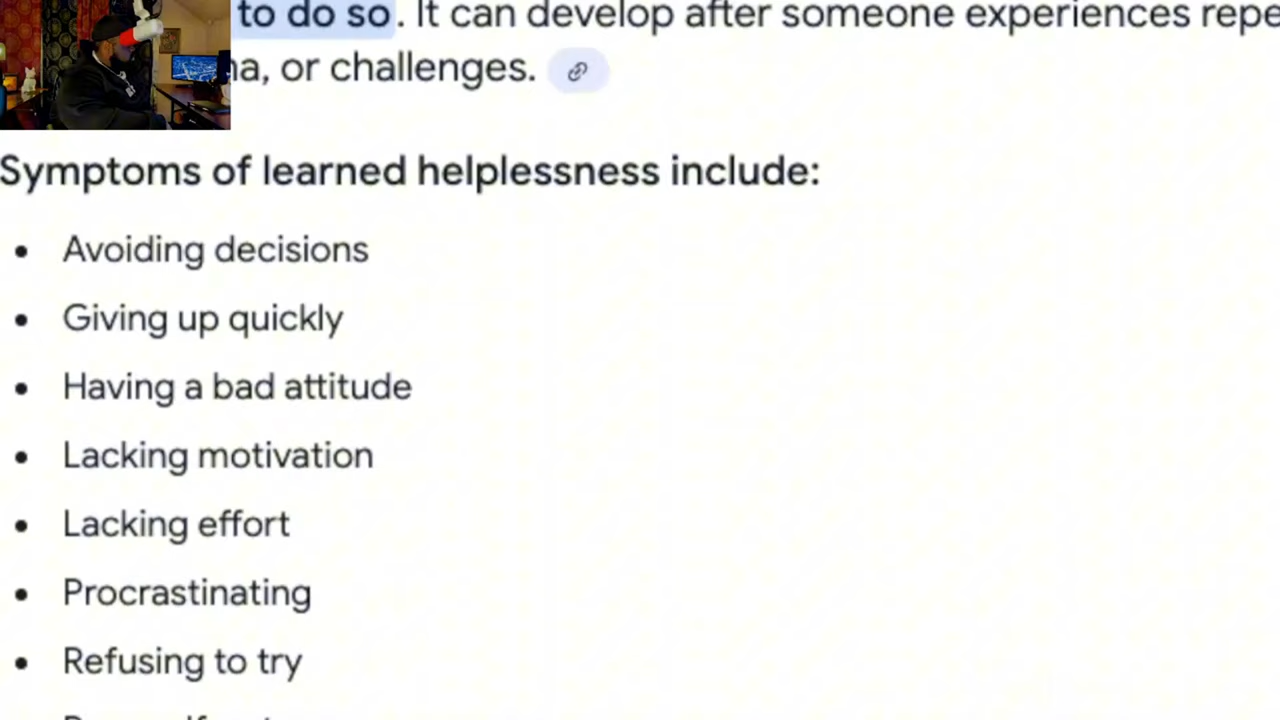 to do so. It can develop after someone experiences
or challenges.
Symptoms of learned helplessness include:
• Avoiding decisions
• Giving up quickly
• Having a bad attitude
• Lacking motivation
• Lacking effort
• Procrastinating
• Refusing to try